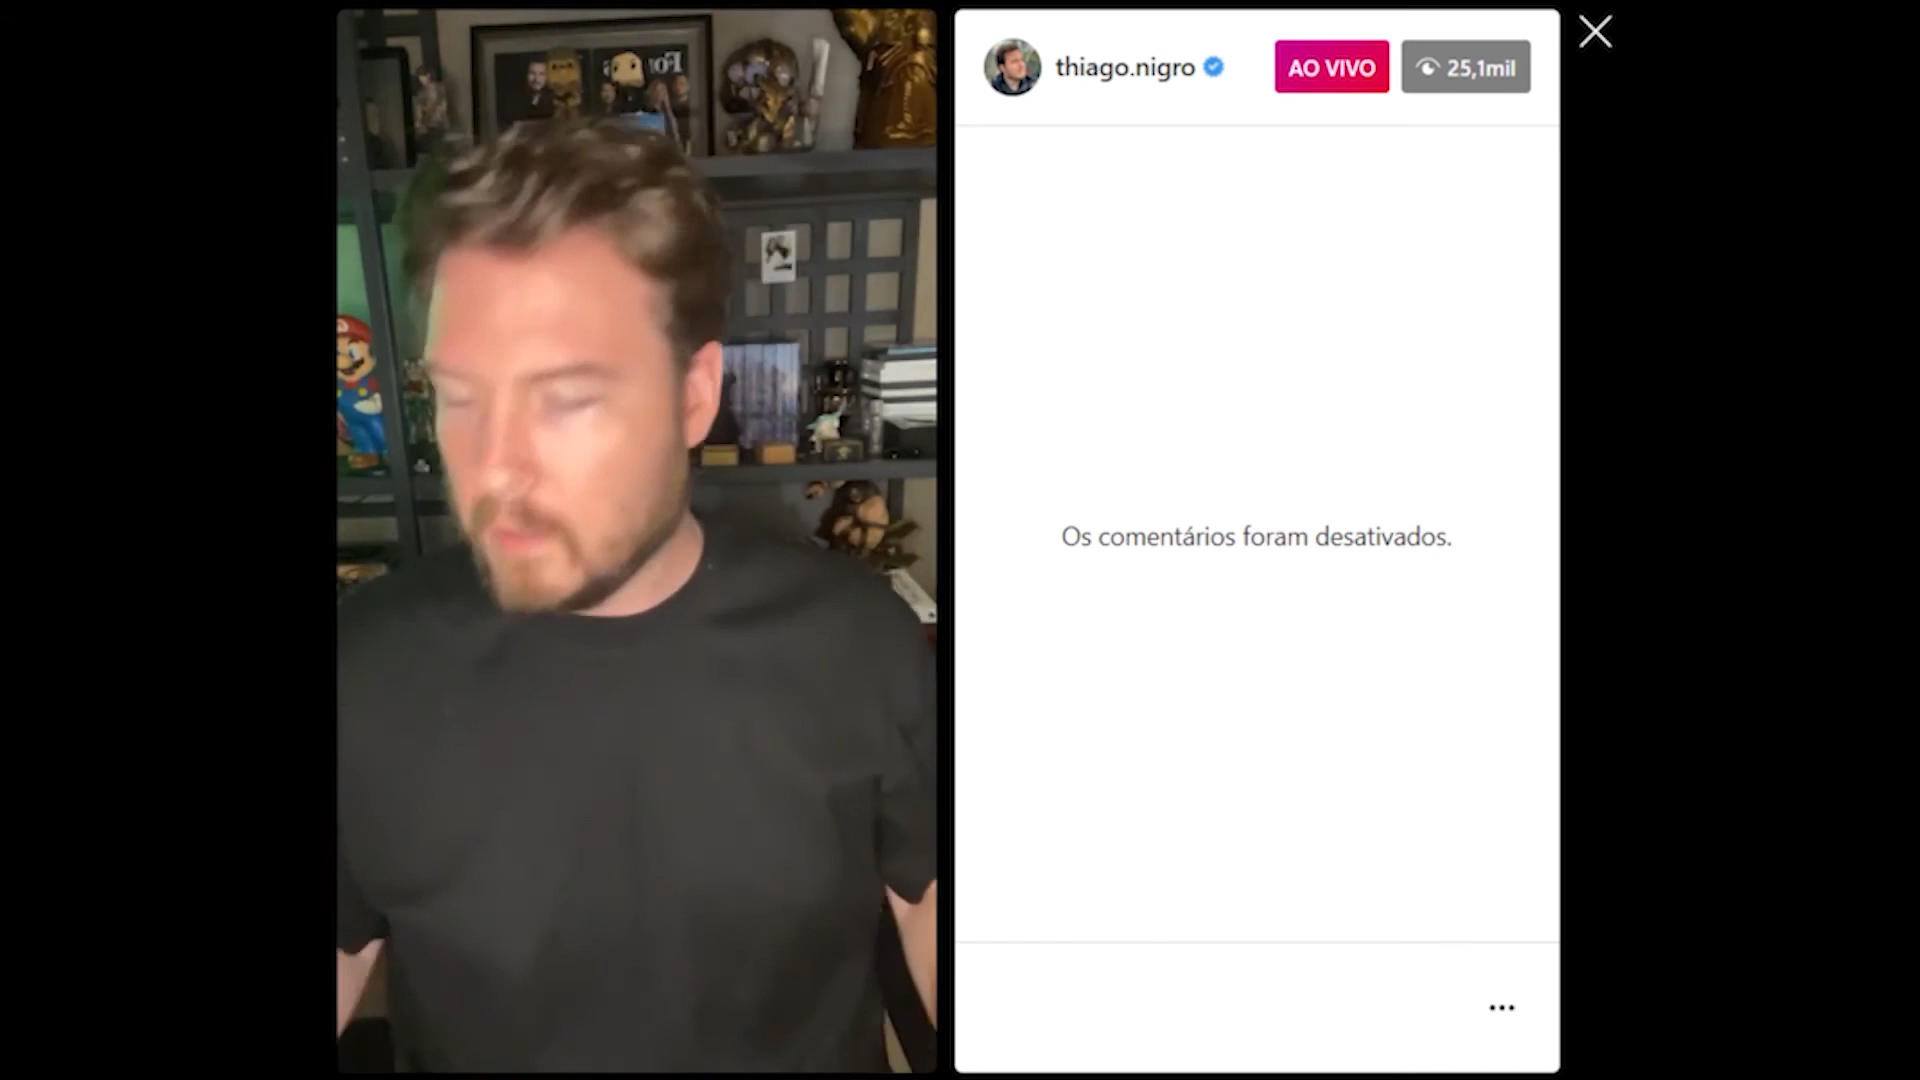 thiago.nigro
AO VIVO
25,1mil
Os comentários foram desativados.